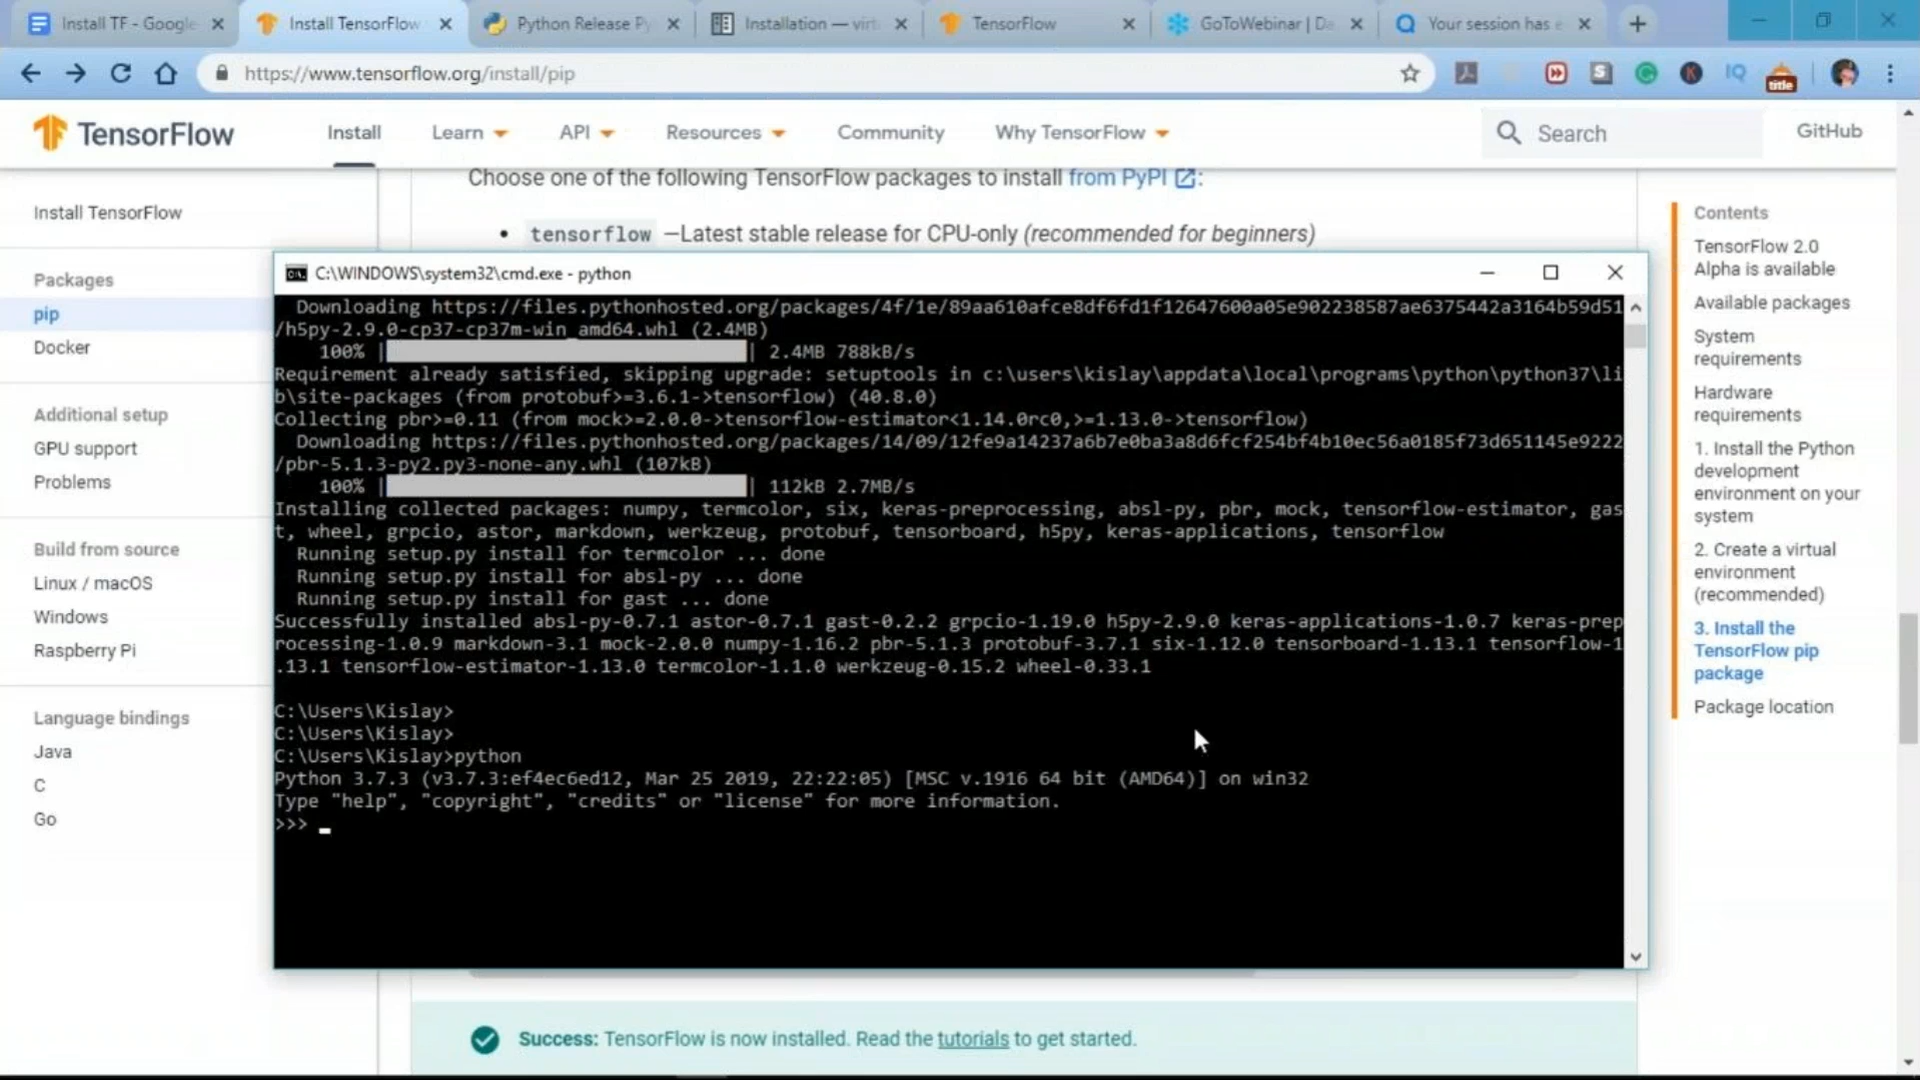 Install TF - Google
Install TensorFlow
Python Release Py
Installation — virt
TensorFlow
GoToWebinar | Da
Your session has e
https://www.tensorflow.org/install/pip
title
TensorFlow
Install
Learn
API
Resources
Community
Why TensorFlow
Search
GitHub
Install TensorFlow
Packages
pip
Docker
Additional setup
GPU support
Problems
Build from source
Linux / macOS
Windows
Raspberry Pi
Language bindings
Java
C
Go
Choose one of the following TensorFlow packages to install from PyPI:
• tensorflow —Latest stable release for CPU-only (recommended for beginners)
C:\WINDOWS\system32\cmd.exe - python
Downloading https://files.pythonhosted.org/packages/4f/1e/89aa610afce8df6fd1f12647600a05e902238587ae6375442a3164b59d51
/h5py-2.9.0-cp37-cp37m-win_amd64.whl (2.4MB)
100% | | 2.4MB 788kB/s
Requirement already satisfied, skipping upgrade: setuptools in c:\users\kislay\appdata\local\programs\python\python37\li
b\site-packages (from protobuf>=3.6.1->tensorflow) (40.8.0)
Collecting pbr>=0.11 (from mock>=2.0.0->tensorflow-estimator<1.14.0rc0,>=1.13.0->tensorflow)
Downloading https://files.pythonhosted.org/packages/14/09/12fe9a14237a6b7e0ba3a8d6fcf254bf4b10ec56a0185f73d651145e9222
/pbr-5.1.3-py2.py3-none-any.whl (107kB)
100% | | 112kB 2.7MB/s
Installing collected packages: numpy, termcolor, six, keras-preprocessing, absl-py, pbr, mock, tensorflow-estimator, gas
t, wheel, grpcio, astor, markdown, werkzeug, protobuf, tensorboard, h5py, keras-applications, tensorflow
Running setup.py install for termcolor ... done
Running setup.py install for absl-py ... done
Running setup.py install for gast ... done
Successfully installed absl-py-0.7.1 astor-0.7.1 gast-0.2.2 grpcio-1.19.0 h5py-2.9.0 keras-applications-1.0.7 keras-prep
rocessing-1.0.9 markdown-3.1 mock-2.0.0 numpy-1.16.2 pbr-5.1.3 protobuf-3.7.1 six-1.12.0 tensorboard-1.13.1 tensorflow-1
.13.1 tensorflow-estimator-1.13.0 termcolor-1.1.0 werkzeug-0.15.2 wheel-0.33.1
C:\Users\Kislay>
C:\Users\Kislay>
C:\Users\Kislay>python
Python 3.7.3 (v3.7.3:ef4ec6ed12, Mar 25 2019, 22:22:05) [MSC v.1916 64 bit (AMD64)] on win32
Type "help", "copyright", "credits" or "license" for more information.
>>> _
Success: TensorFlow is now installed. Read the tutorials to get started.
Contents
TensorFlow 2.0
Alpha is available
Available packages
System
requirements
Hardware
requirements
1. Install the Python
development
environment on your
system
2. Create a virtual
environment
(recommended)
3. Install the
TensorFlow pip
package
Package location